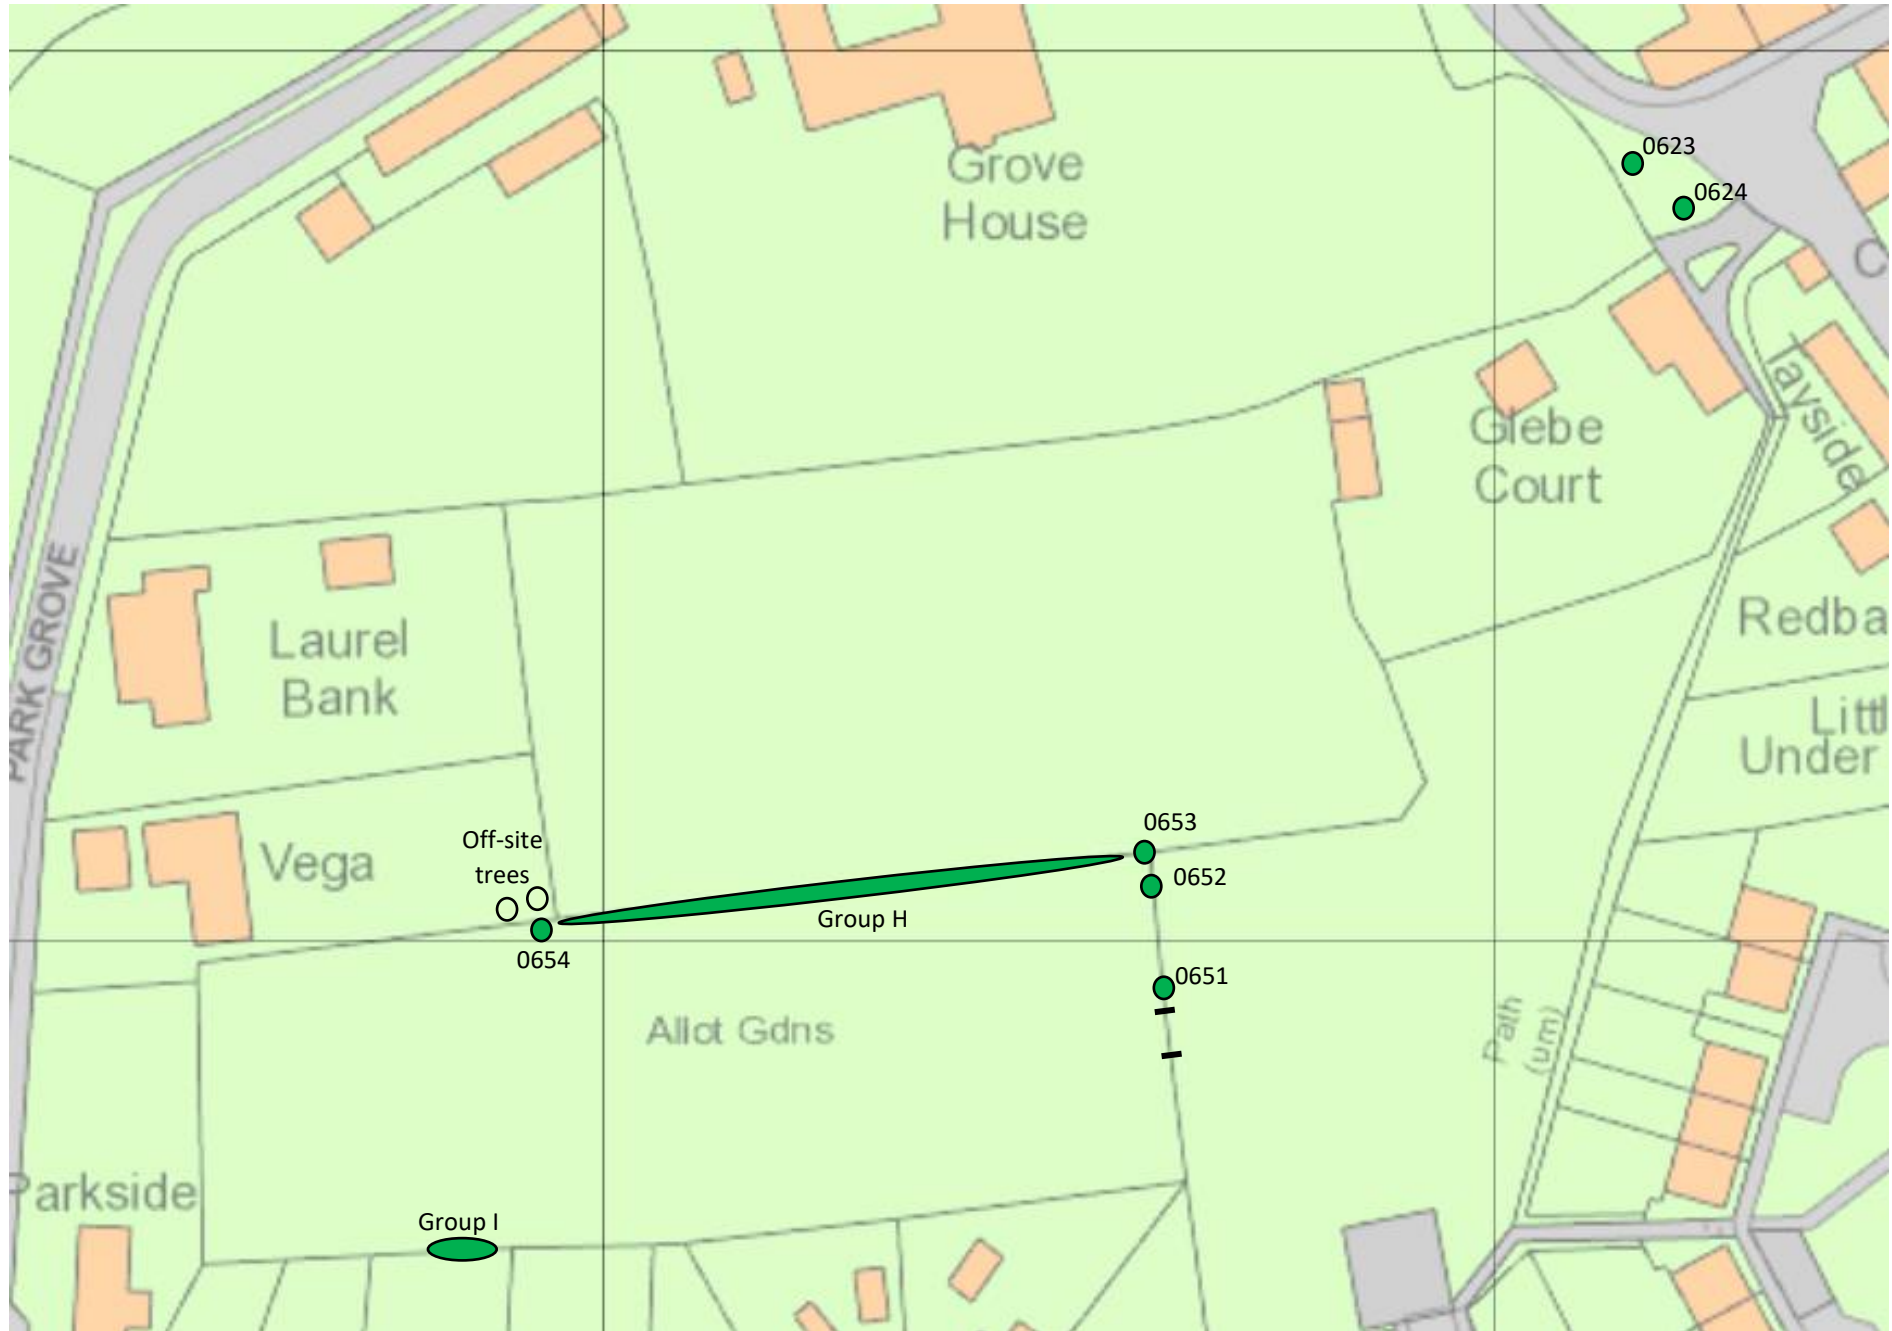 0623
Grove
House
0624
C
ayside
Glebe
Court
PARK GROVE
Redba
Laurel
Bank
Littl
Under
0653
Off-site
trees
Vega
0652
Group H
0654
0651
Allot Gdns
Path
(um)
Parkside
Group I